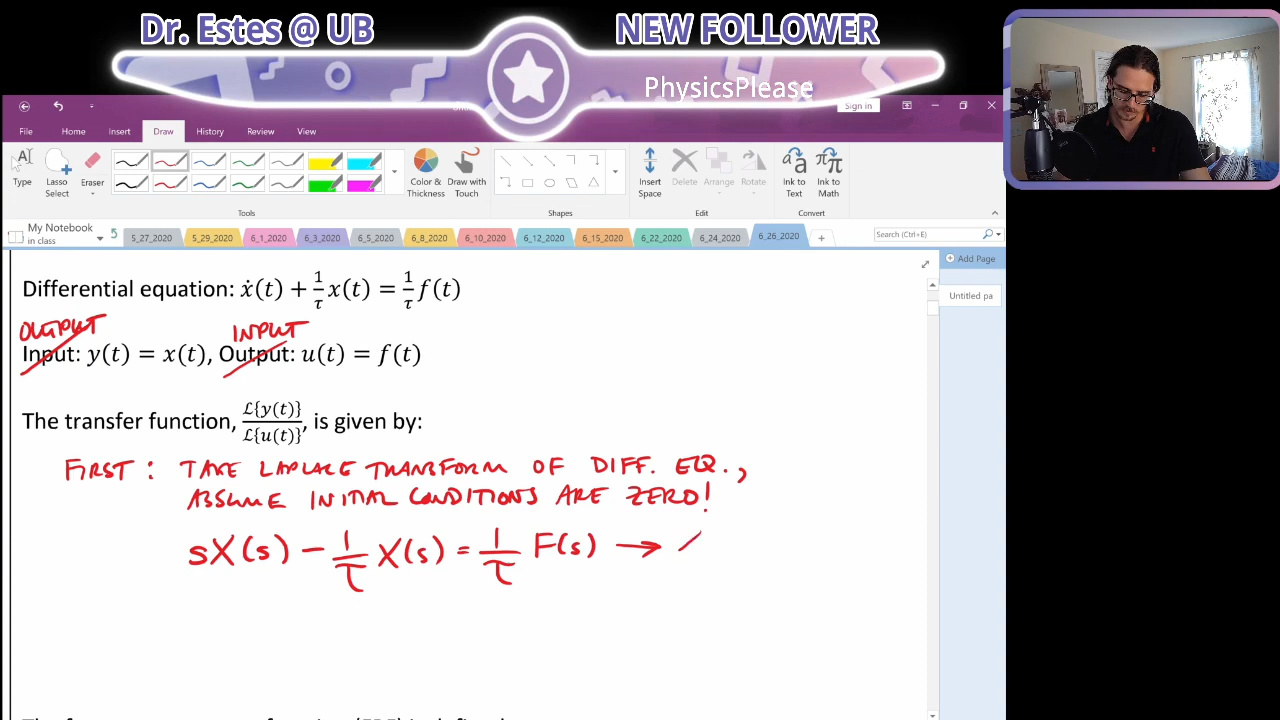 Dr. Estes @ UB
NEW FOLLOWER
PhysicsPlease
Sign in
File Home Insert Draw History Review View
Type Lasso Select Eraser Color & Thickness Draw with Touch Insert Space Delete Arrange Rotate Ink to Text Ink to Math
Tools Shapes Edit Convert
My Notebook
in class
5_27_2020 5_29_2020 6_1_2020 6_3_2020 6_5_2020 6_8_2020 6_10_2020 6_12_2020 6_15_2020 6_22_2020 6_24_2020 6_26_2020 Search (Ctrl+E)
Add Page
Untitled pa
Differential equation: ẋ(t) + 1/τ x(t) = 1/τ f(t)
OUTPUT INPUT
Input: y(t) = x(t), Output: u(t) = f(t)
The transfer function, ℒ{y(t)}/ℒ{u(t)}, is given by:
FIRST: TAKE LAPLACE TRANSFORM OF DIFF. EQ.,
ASSUME INITIAL CONDITIONS ARE ZERO!
sX(s) − 1/τ X(s) = 1/τ F(s) →